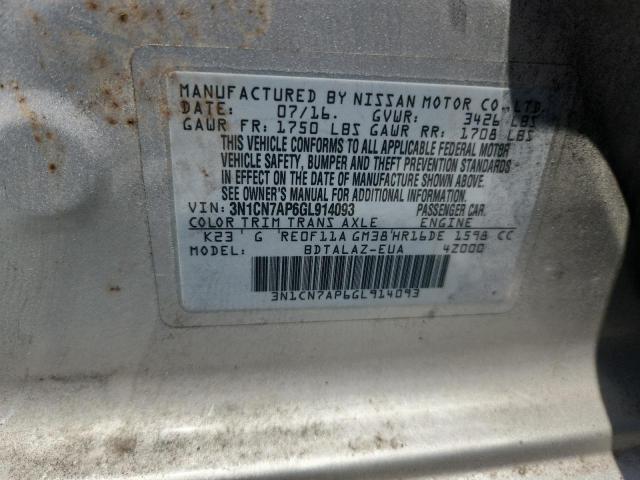 MANUFACTURED BY NISSAN MOTOR CO., LTD.
DATE: 07/16. GVWR: 3426 LBS
GAWR FR: 1750 LBS GAWR RR: 1708 LBS
THIS VEHICLE CONFORMS TO ALL APPLICABLE FEDERAL MOTOR
VEHICLE SAFETY, BUMPER AND THEFT PREVENTION STANDARDS
IN EFFECT ON THE DATE OF MANUFACTURE SHOWN ABOVE.
SEE OWNER'S MANUAL FOR ADDITIONAL INFORMATION.
VIN: 3N1CN7AP6GL914093 PASSENGER CAR.
COLOR TRIM TRANS AXLE ENGINE
K23' G 'RE0F11A GM38'HR16DE 1598 CC
MODEL: BDTALAZ-EUA 4Z000
3N1CN7AP6GL914093